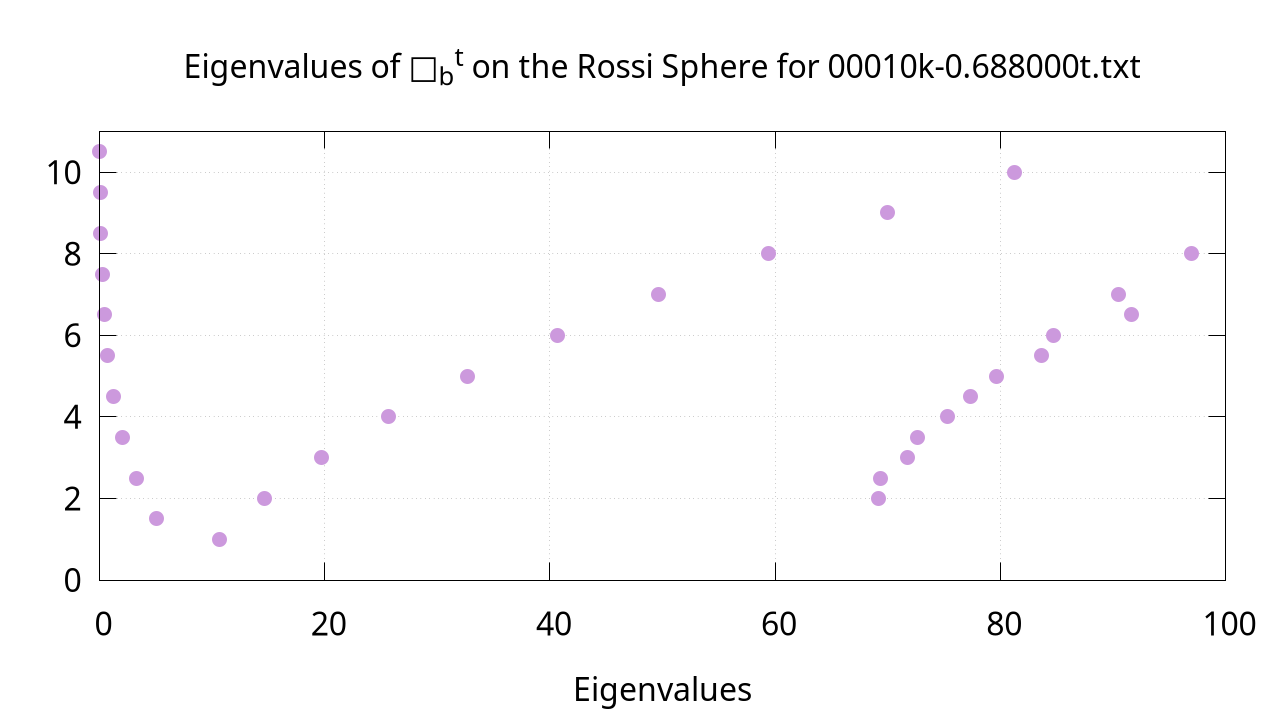 Eigenvalues of □b^t on the Rossi Sphere for 00010k-0.688000t.txt
10
8
6
4
2
0
0 20 40 60 80 100
Eigenvalues